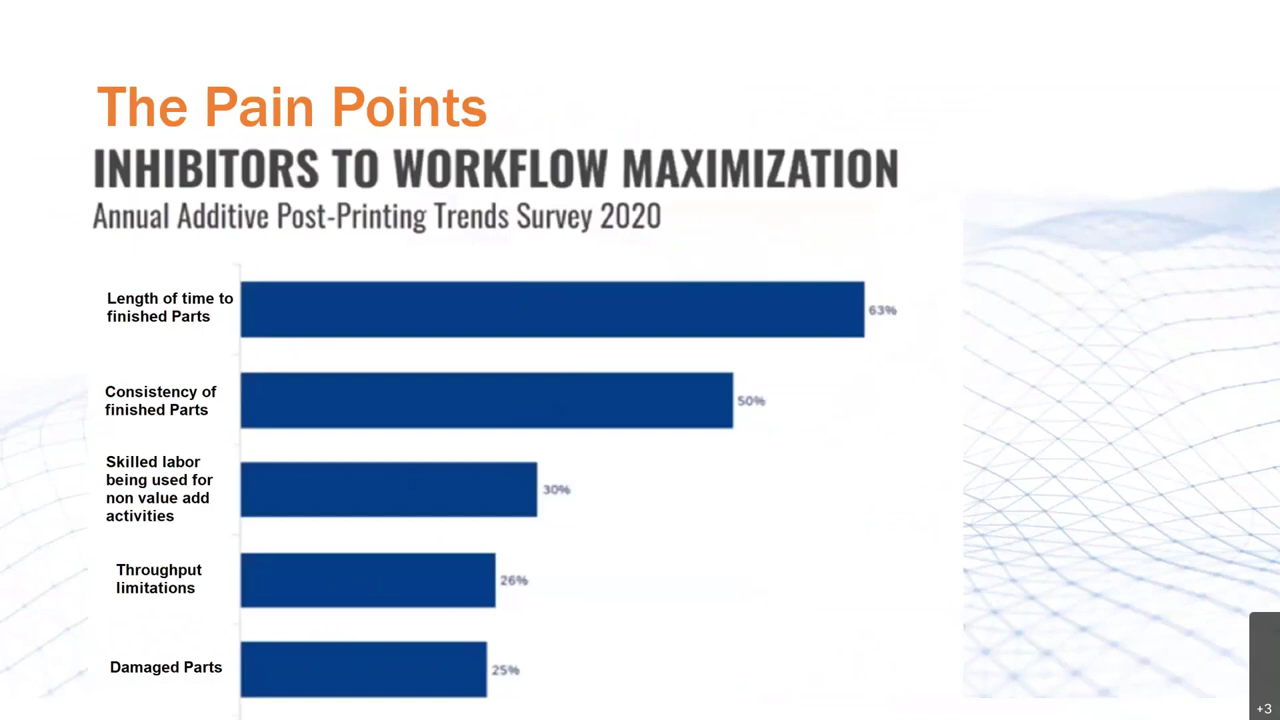 The Pain Points
INHIBITORS TO WORKFLOW MAXIMIZATION
Annual Additive Post-Printing Trends Survey 2020
Length of time to
finished Parts
63%
Consistency of
finished Parts
50%
Skilled labor
being used for
non value add
activities
30%
Throughput
limitations
26%
Damaged Parts
25%
+3